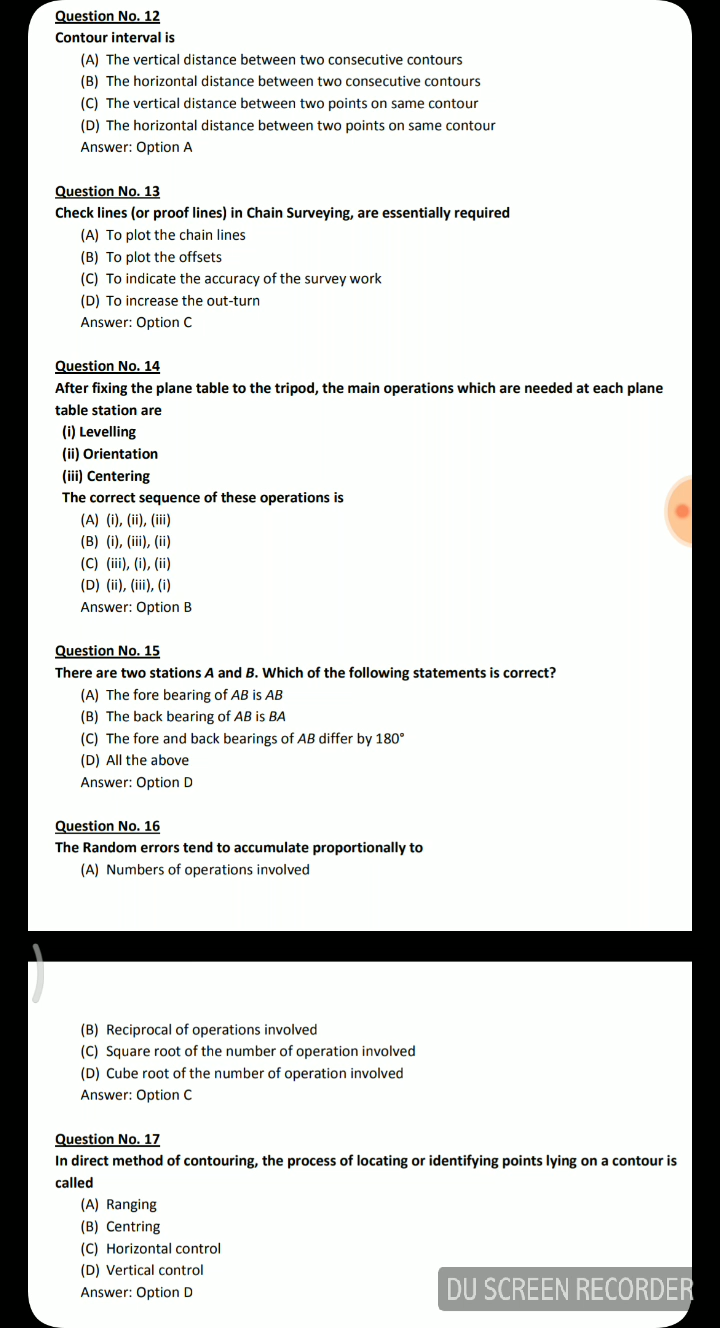 Question No. 12
Contour interval is
(A) The vertical distance between two consecutive contours
(B) The horizontal distance between two consecutive contours
(C) The vertical distance between two points on same contour
(D) The horizontal distance between two points on same contour
Answer: Option A
Question No. 13
Check lines (or proof lines) in Chain Surveying, are essentially required
(A) To plot the chain lines
(B) To plot the offsets
(C) To indicate the accuracy of the survey work
(D) To increase the out-turn
Answer: Option C
Question No. 14
After fixing the plane table to the tripod, the main operations which are needed at each plane
table station are
(i) Levelling
(ii) Orientation
(iii) Centering
The correct sequence of these operations is
(A) (i), (ii), (iii)
(B) (i), (iii), (ii)
(C) (iii), (i), (ii)
(D) (ii), (iii), (i)
Answer: Option B
Question No. 15
There are two stations A and B. Which of the following statements is correct?
(A) The fore bearing of AB is AB
(B) The back bearing of AB is BA
(C) The fore and back bearings of AB differ by 180°
(D) All the above
Answer: Option D
Question No. 16
The Random errors tend to accumulate proportionally to
(A) Numbers of operations involved
(B) Reciprocal of operations involved
(C) Square root of the number of operation involved
(D) Cube root of the number of operation involved
Answer: Option C
Question No. 17
In direct method of contouring, the process of locating or identifying points lying on a contour is
called
(A) Ranging
(B) Centring
(C) Horizontal control
(D) Vertical control
Answer: Option D
DU SCREEN RECORDER